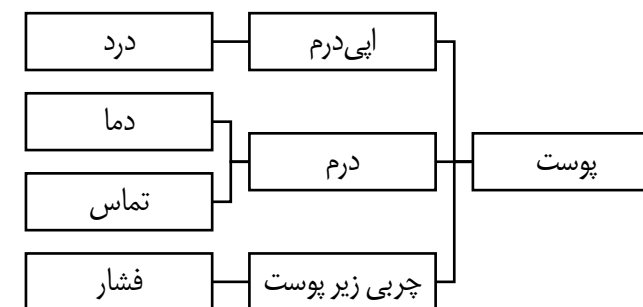 پوست
اپی‌درم
درد
درم
دما
تماس
چربی زیر پوست
فشار